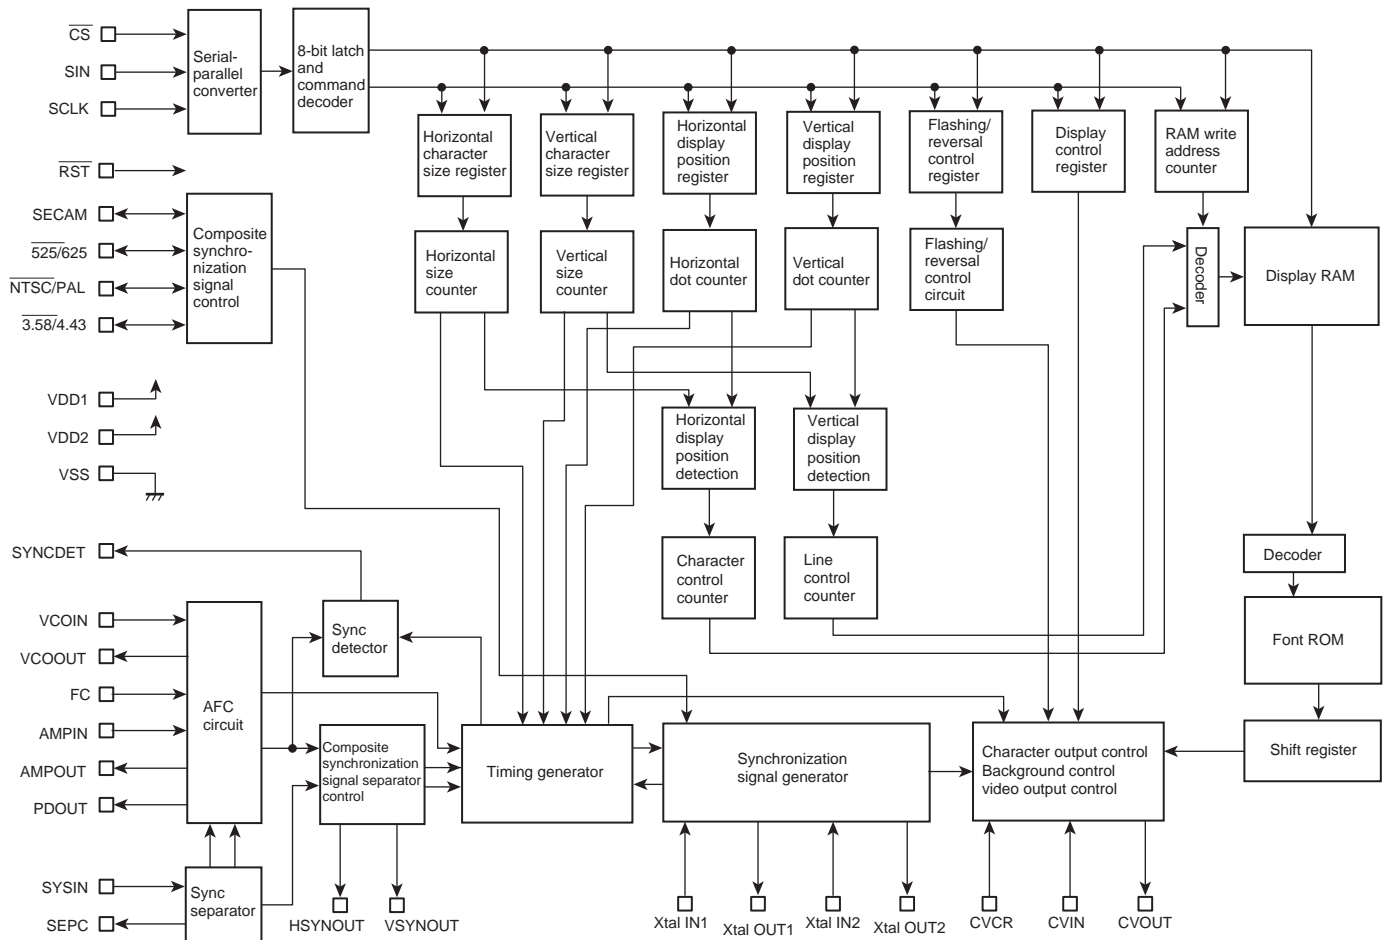 CS
SIN
SCLK
Serial-
parallel
converter
8-bit latch
and
command
decoder
RST
SECAM
525/625
NTSC/PAL
3.58/4.43
Composite
synchro-
nization
signal
control
Horizontal
character
size register
Vertical
character
size register
Horizontal
display
position
register
Vertical
display
position
register
Flashing/
reversal
control
register
Display
control
register
RAM write
address
counter
Horizontal
size
counter
Vertical
size
counter
Horizontal
dot counter
Vertical
dot counter
Flashing/
reversal
control
circuit
Decoder
Display RAM
VDD1
VDD2
VSS
Horizontal
display
position
detection
Vertical
display
position
detection
SYNCDET
Character
control
counter
Line
control
counter
Decoder
Font ROM
Shift register
VCOIN
VCOOUT
FC
AMPIN
AMPOUT
PDOUT
AFC
circuit
Sync
detector
Composite
synchronization
signal separator
control
Timing generator
Synchronization
signal generator
Character output control
Background control
video output control
SYSIN
SEPC
Sync
separator
HSYNOUT
VSYNOUT
Xtal IN1
Xtal OUT1
Xtal IN2
Xtal OUT2
CVCR
CVIN
CVOUT